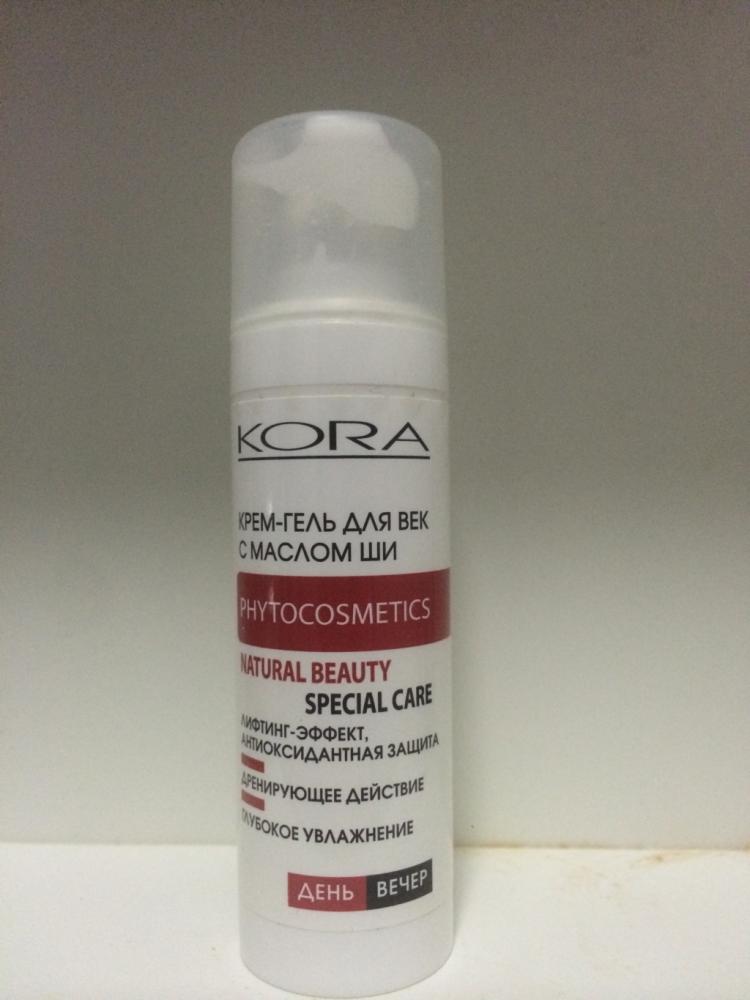 KORA
КРЕМ-ГЕЛЬ ДЛЯ ВЕК
С МАСЛОМ ШИ
PHYTOCOSMETICS
NATURAL BEAUTY
SPECIAL CARE
ЛИФТИНГ-ЭФФЕКТ,
АНТИОКСИДАНТНАЯ ЗАЩИТА
ДРЕНИРУЮЩЕЕ ДЕЙСТВИЕ
ГЛУБОКОЕ УВЛАЖНЕНИЕ
ДЕНЬ ВЕЧЕР